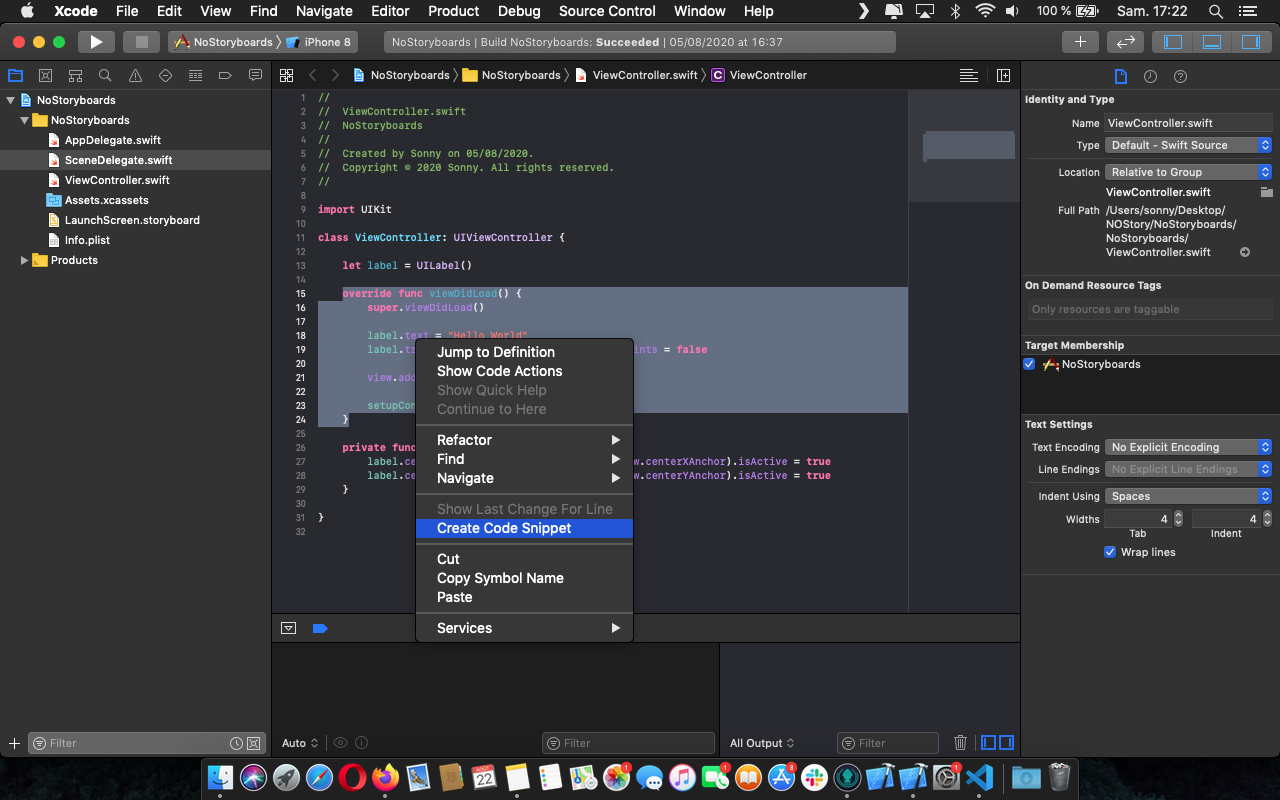 Xcode File Edit View Find Navigate Editor Product Debug Source Control Window Help 100 % Sam. 17:22
NoStoryboards iPhone 8 NoStoryboards | Build NoStoryboards: Succeeded | 05/08/2020 at 16:37
NoStoryboards NoStoryboards ViewController.swift C ViewController
NoStoryboards
NoStoryboards
AppDelegate.swift
SceneDelegate.swift
ViewController.swift
Assets.xcassets
LaunchScreen.storyboard
Info.plist
Products
Filter
1 //
2 // ViewController.swift
3 // NoStoryboards
4 //
5 // Created by Sonny on 05/08/2020.
6 // Copyright © 2020 Sonny. All rights reserved.
7 //
8
9 import UIKit
10
11 class ViewController: UIViewController {
12
13 let label = UILabel()
14
15 override func viewDidLoad() {
16 super.viewDidLoad()
17
18 label.text = "Hello World"
19 label.tr ints = false
20
21 view.add
22
23 setupCon
24 }
25
26 private func
27 label.ce w.centerXAnchor).isActive = true
28 label.ce w.centerYAnchor).isActive = true
29 }
30
31 }
32
Jump to Definition
Show Code Actions
Show Quick Help
Continue to Here
Refactor
Find
Navigate
Show Last Change For Line
Create Code Snippet
Cut
Copy Symbol Name
Paste
Services
Auto
Filter
All Output
Filter
Identity and Type
Name ViewController.swift
Type Default - Swift Source
Location Relative to Group
ViewController.swift
Full Path /Users/sonny/Desktop/
NOStory/NoStoryboards/
NoStoryboards/
ViewController.swift
On Demand Resource Tags
Only resources are taggable
Target Membership
NoStoryboards
Text Settings
Text Encoding No Explicit Encoding
Line Endings No Explicit Line Endings
Indent Using Spaces
Widths 4 4
Tab Indent
Wrap lines
22
1
1
3
1